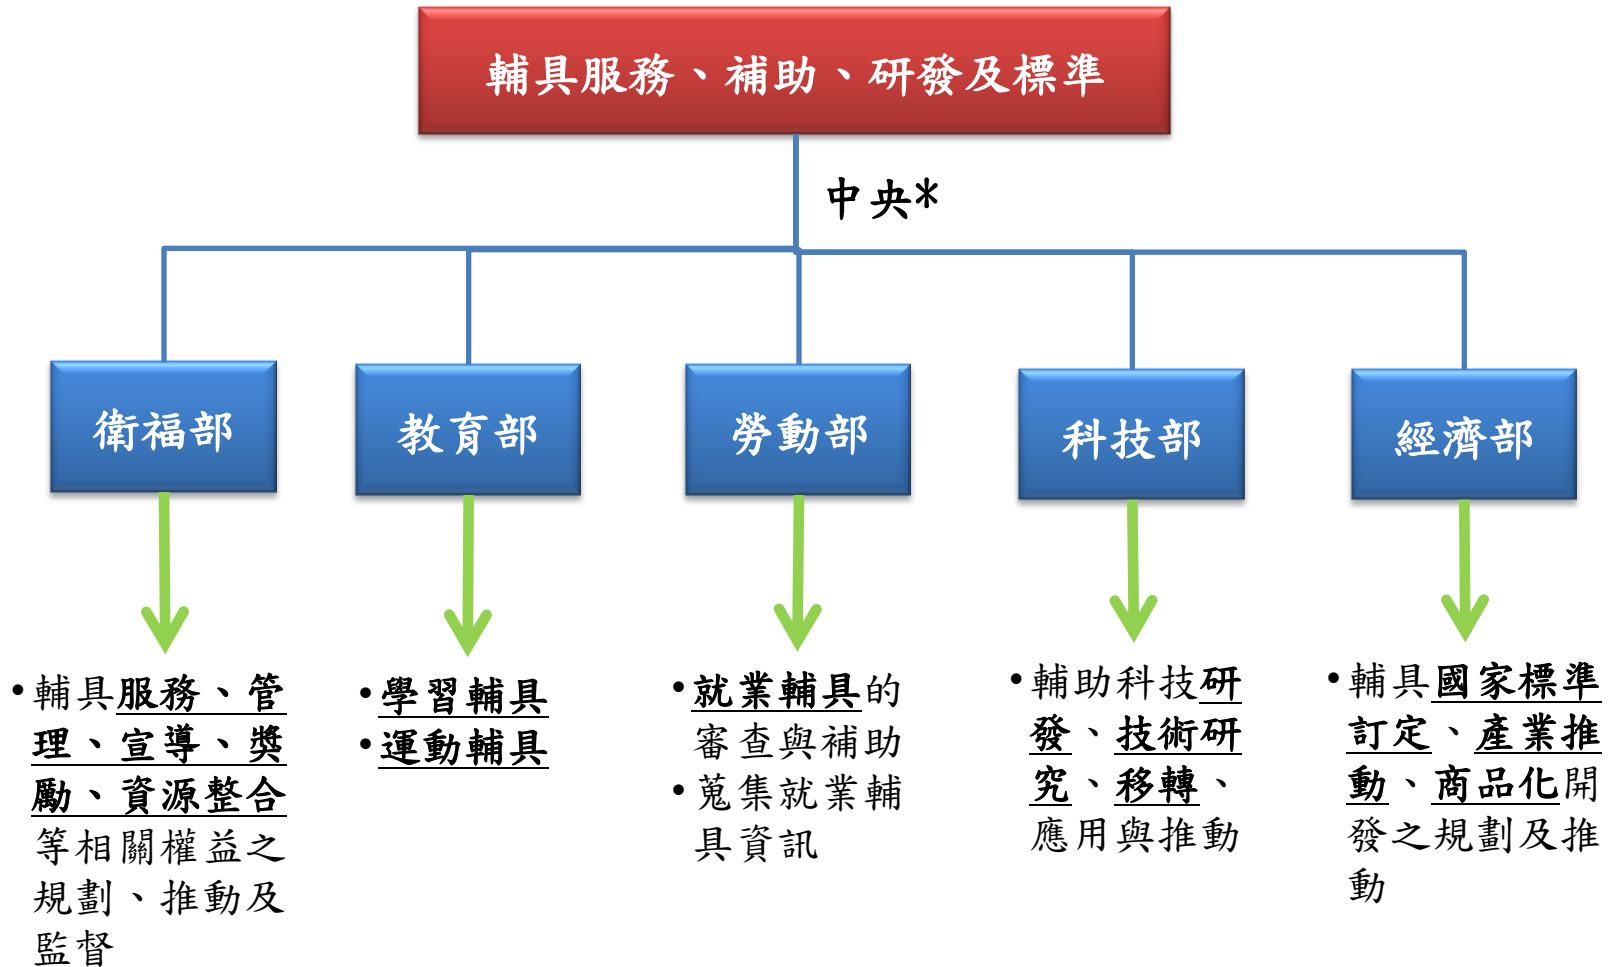 輔具服務、補助、研發及標準
中央*
衛福部
教育部
勞動部
科技部
經濟部
•輔具服務、管
理、宣導、獎
勵、資源整合
等相關權益之
規劃、推動及
監督
•學習輔具
•運動輔具
•就業輔具的
審查與補助
•蒐集就業輔
具資訊
•輔助科技研
發、技術研
究、移轉、
應用與推動
•輔具國家標準
訂定、產業推
動、商品化開
發之規劃及推
動